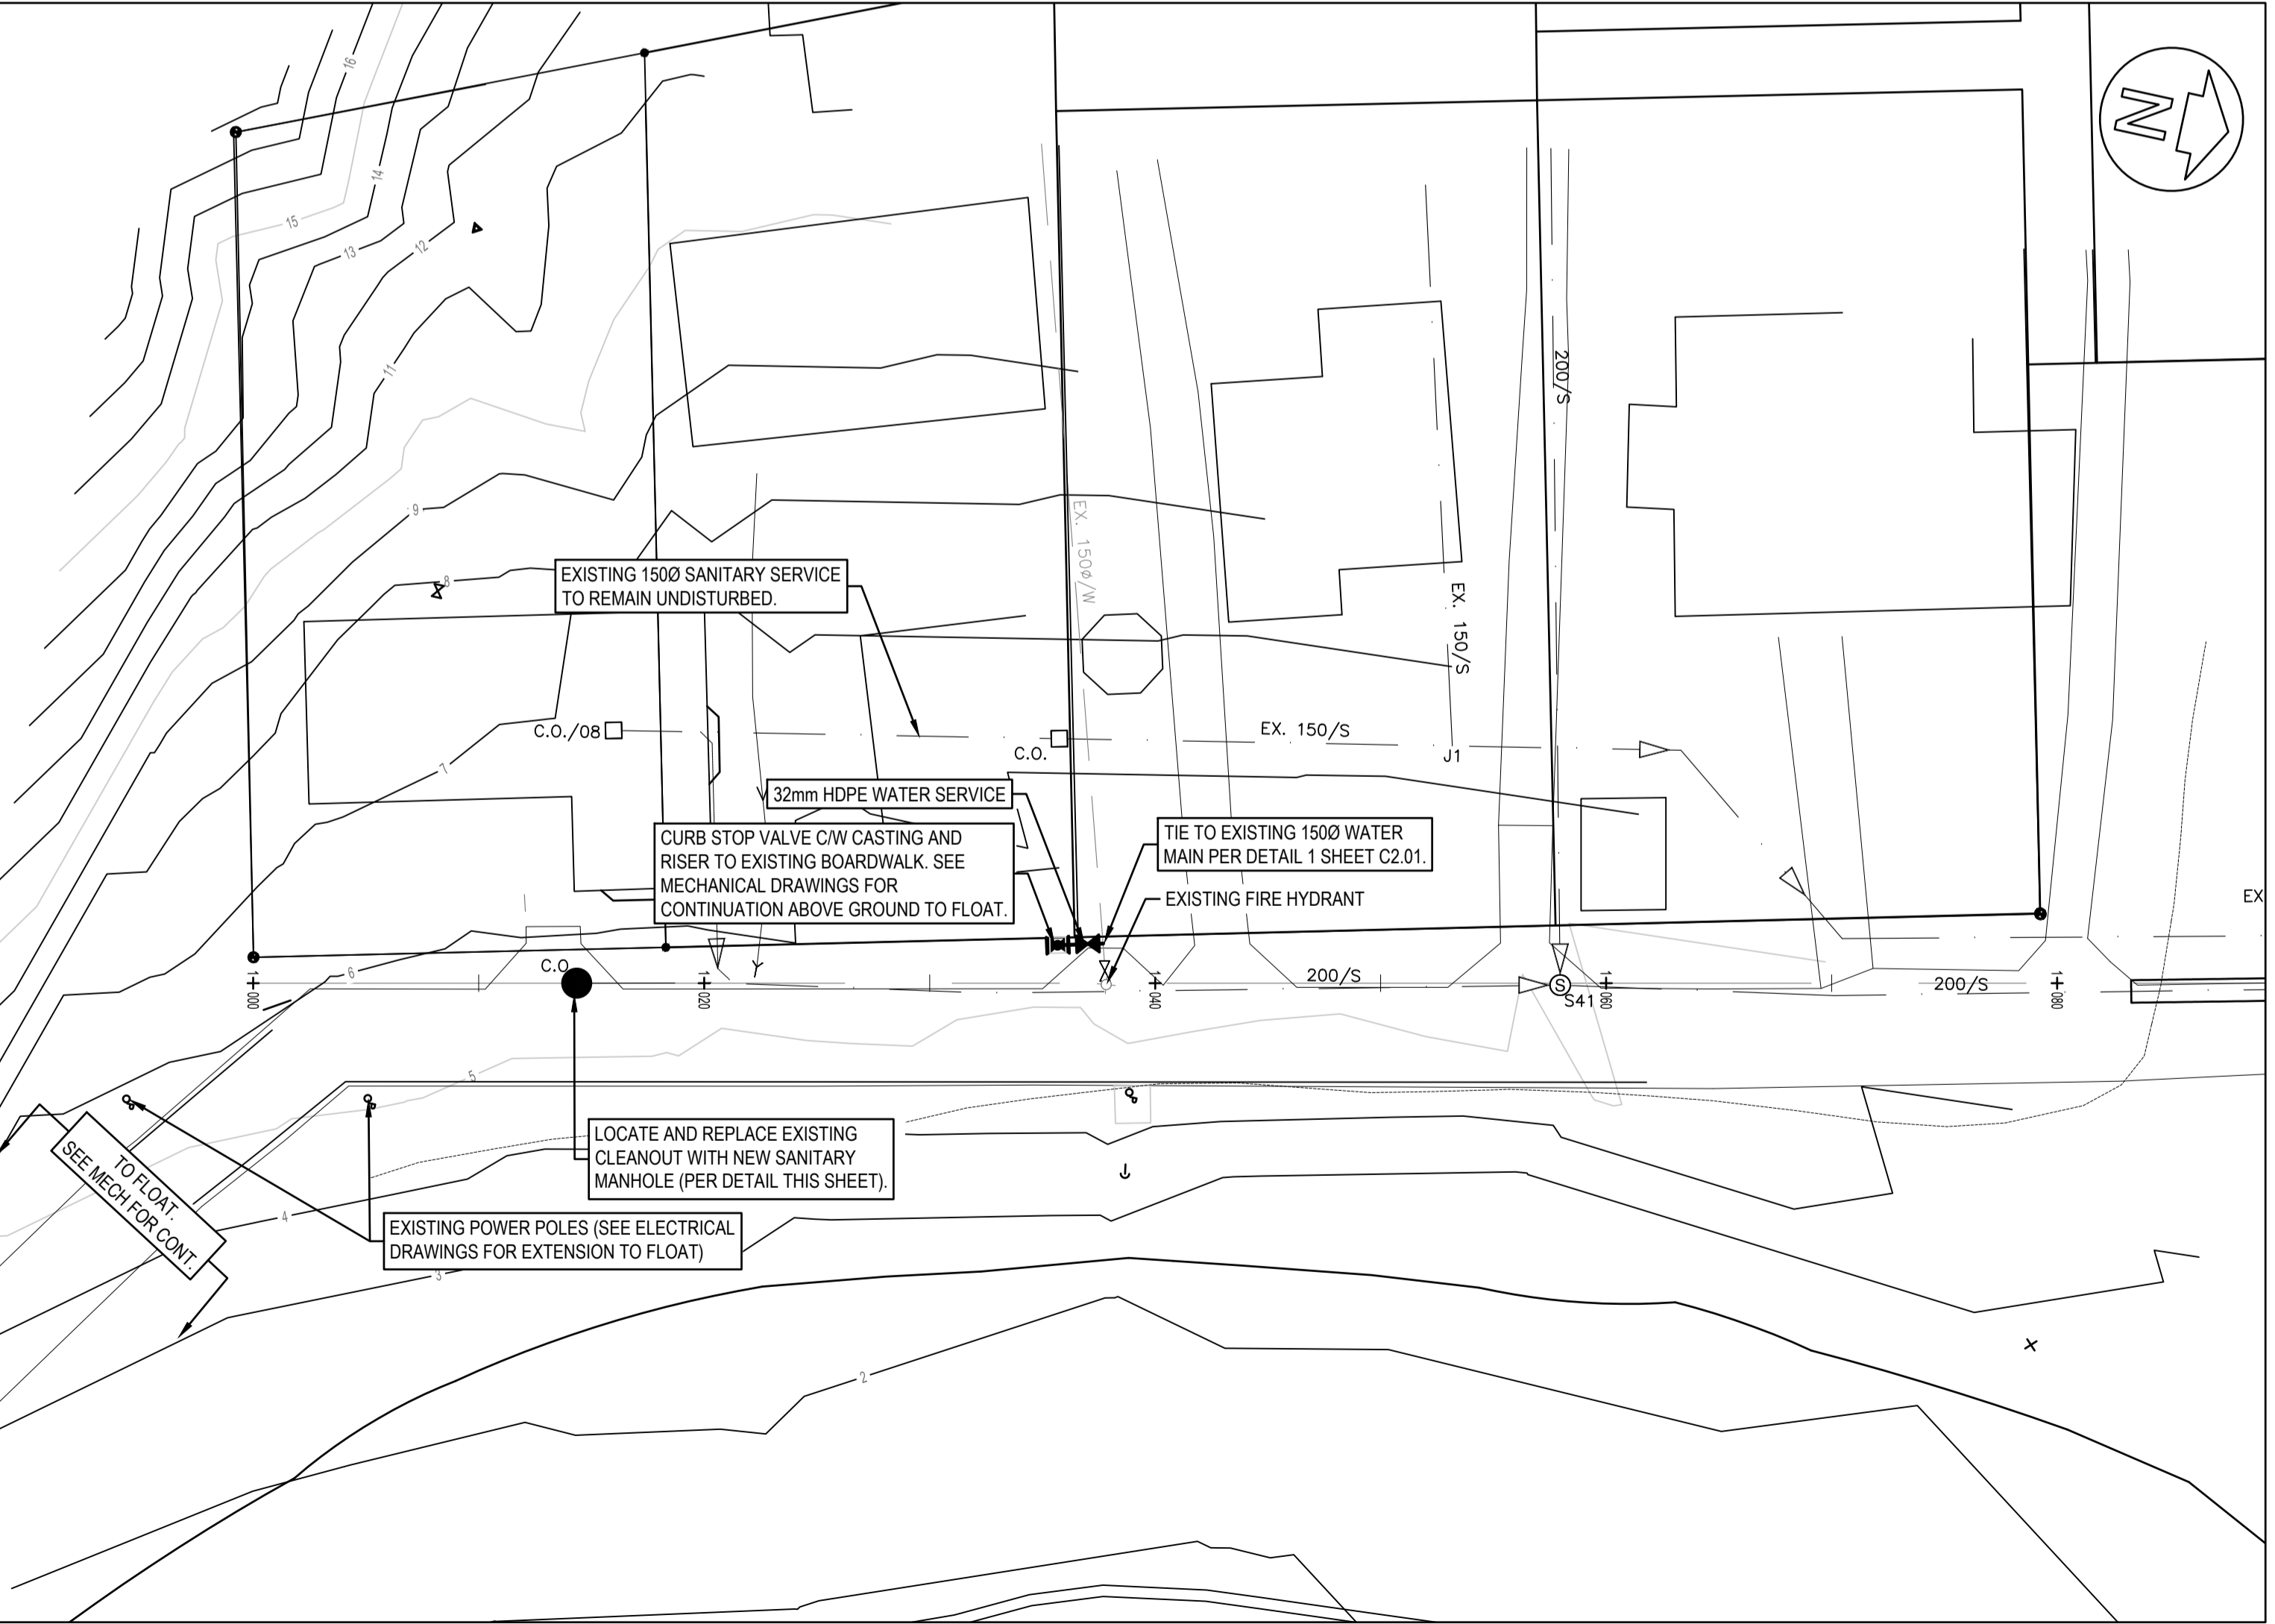 16
N
14
15
13
12
11
200/S
9
EX. 150ø/W
EXISTING 150Ø SANITARY SERVICE
TO REMAIN UNDISTURBED.
8
EX. 150/S
C.O./08
EX. 150/S
C.O.
J1
7
32mm HDPE WATER SERVICE
CURB STOP VALVE C/W CASTING AND
RISER TO EXISTING BOARDWALK. SEE
MECHANICAL DRAWINGS FOR
CONTINUATION ABOVE GROUND TO FLOAT.
TIE TO EXISTING 150Ø WATER
MAIN PER DETAIL 1 SHEET C2.01.
EXISTING FIRE HYDRANT
EX
6
C.O.
200/S
S
S41
200/S
1+000
1+020
1+040
1+060
1+080
5
LOCATE AND REPLACE EXISTING
CLEANOUT WITH NEW SANITARY
MANHOLE (PER DETAIL THIS SHEET).
TO FLOAT.
SEE MECH FOR CONT.
4
EXISTING POWER POLES (SEE ELECTRICAL
DRAWINGS FOR EXTENSION TO FLOAT)
3
2